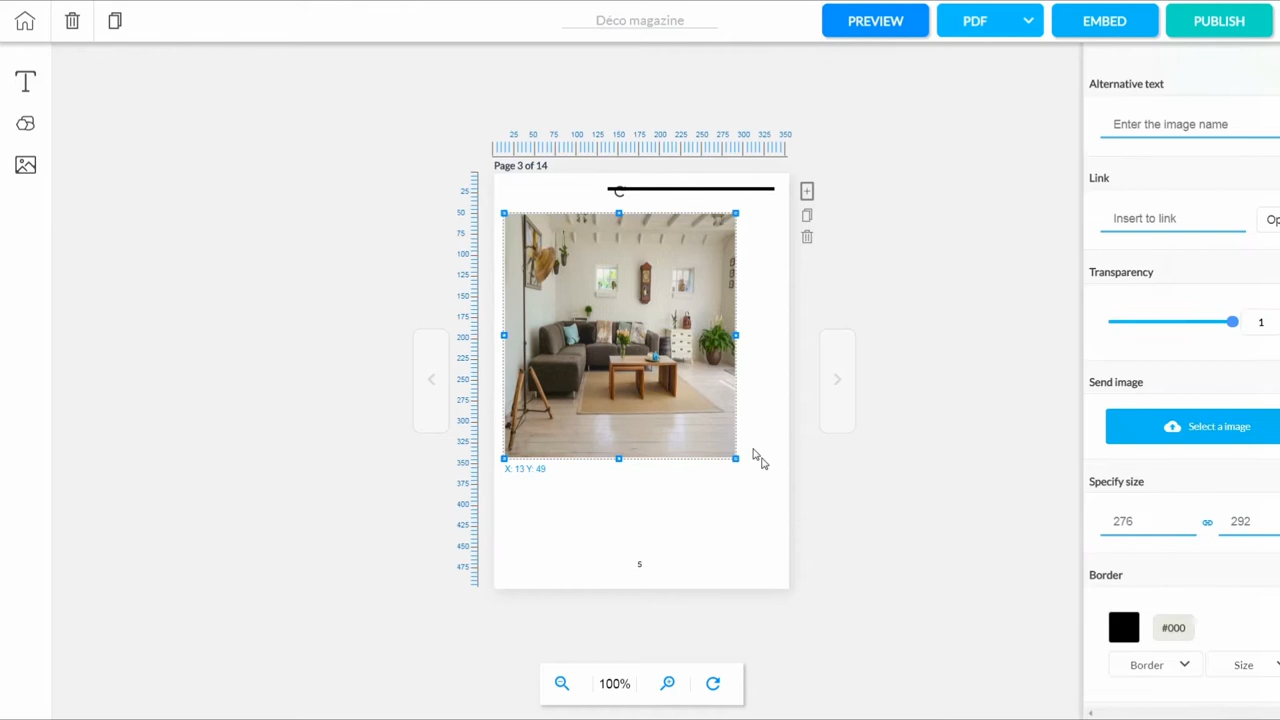 Déco magazine
PREVIEW
PDF
EMBED
PUBLISH
Alternative text
Enter the image name
Link
Insert to link
Op
Transparency
1
Send image
Select a image
Specify size
276
292
Border
#000
Border
Size
25 50 75 100 125 150 175 200 225 250 275 300 325 350
Page 3 of 14
25
50
75
100
125
150
175
200
225
250
275
300
325
350
375
400
425
450
475
X: 13 Y: 49
5
100%